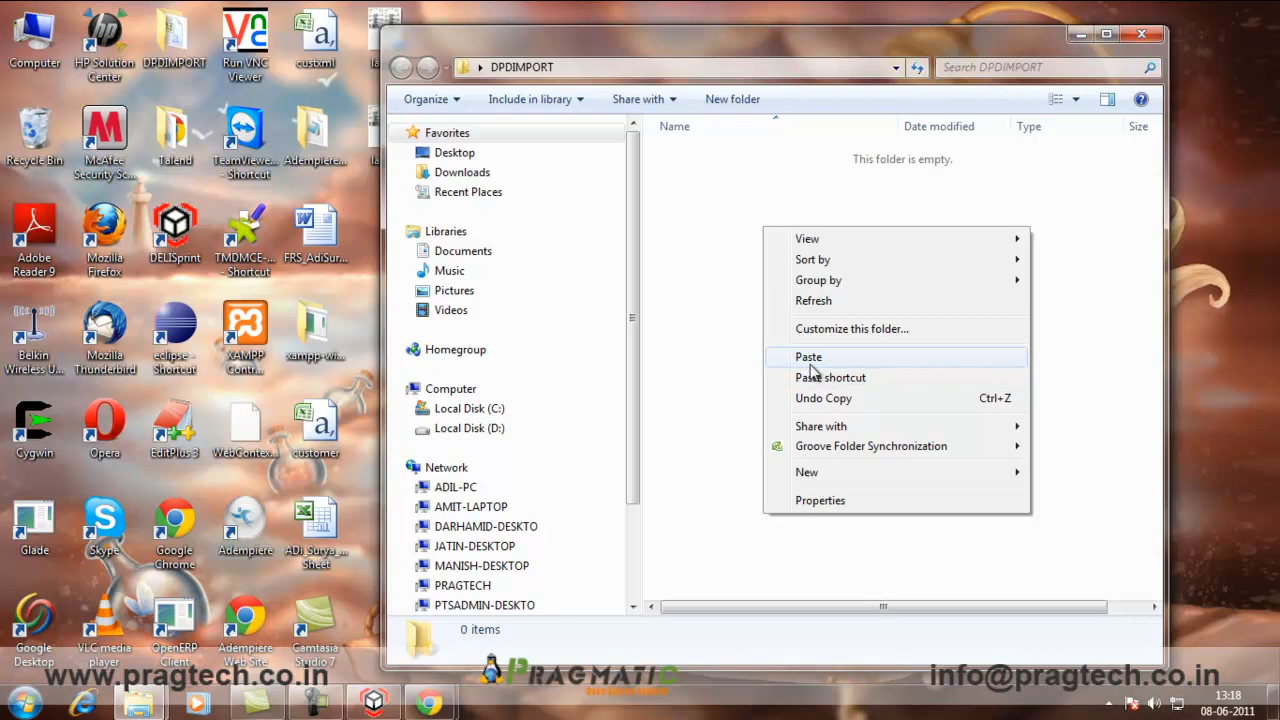 Computer
HP Solution
Center
DPDIMPORT
Run VNC
Viewer
custxml
Recycle Bin
McAfee
Security Sc...
Talend
TeamViewe...
- Shortcut
Adempiere...
Adobe
Reader 9
Mozilla
Firefox
DELISprint
TMDMCE-...
- Shortcut
FRS_AdiSur...
Belkin
Wireless U...
Mozilla
Thunderbird
eclipse -
Shortcut
XAMPP
Contr...
xampp-wi...
Cygwin
Opera
EditPlus 3
WebContex...
customer
Glade
Skype
Google
Chrome
Adempiere
ADi_Surya_...
Sheet
Google
Desktop
VLC media
player
OpenERP
Client
Adempiere
Web Site
Camtasia
Studio 7
DPDIMPORT
Search DPDIMPORT
Organize
Include in library
Share with
New folder
Favorites
Desktop
Downloads
Recent Places
Libraries
Documents
Music
Pictures
Videos
Homegroup
Computer
Local Disk (C:)
Local Disk (D:)
Network
ADIL-PC
AMIT-LAPTOP
DARHAMID-DESKTO
JATIN-DESKTOP
MANISH-DESKTOP
PRAGTECH
PTSADMIN-DESKTO
Name
Date modified
Type
Size
This folder is empty.
View
Sort by
Group by
Refresh
Customize this folder...
Paste
Paste shortcut
Undo Copy Ctrl+Z
Share with
Groove Folder Synchronization
New
Properties
0 items
www.pragtech.co.in
PRAGMATIC
info@pragtech.co.in
13:18
08-06-2011